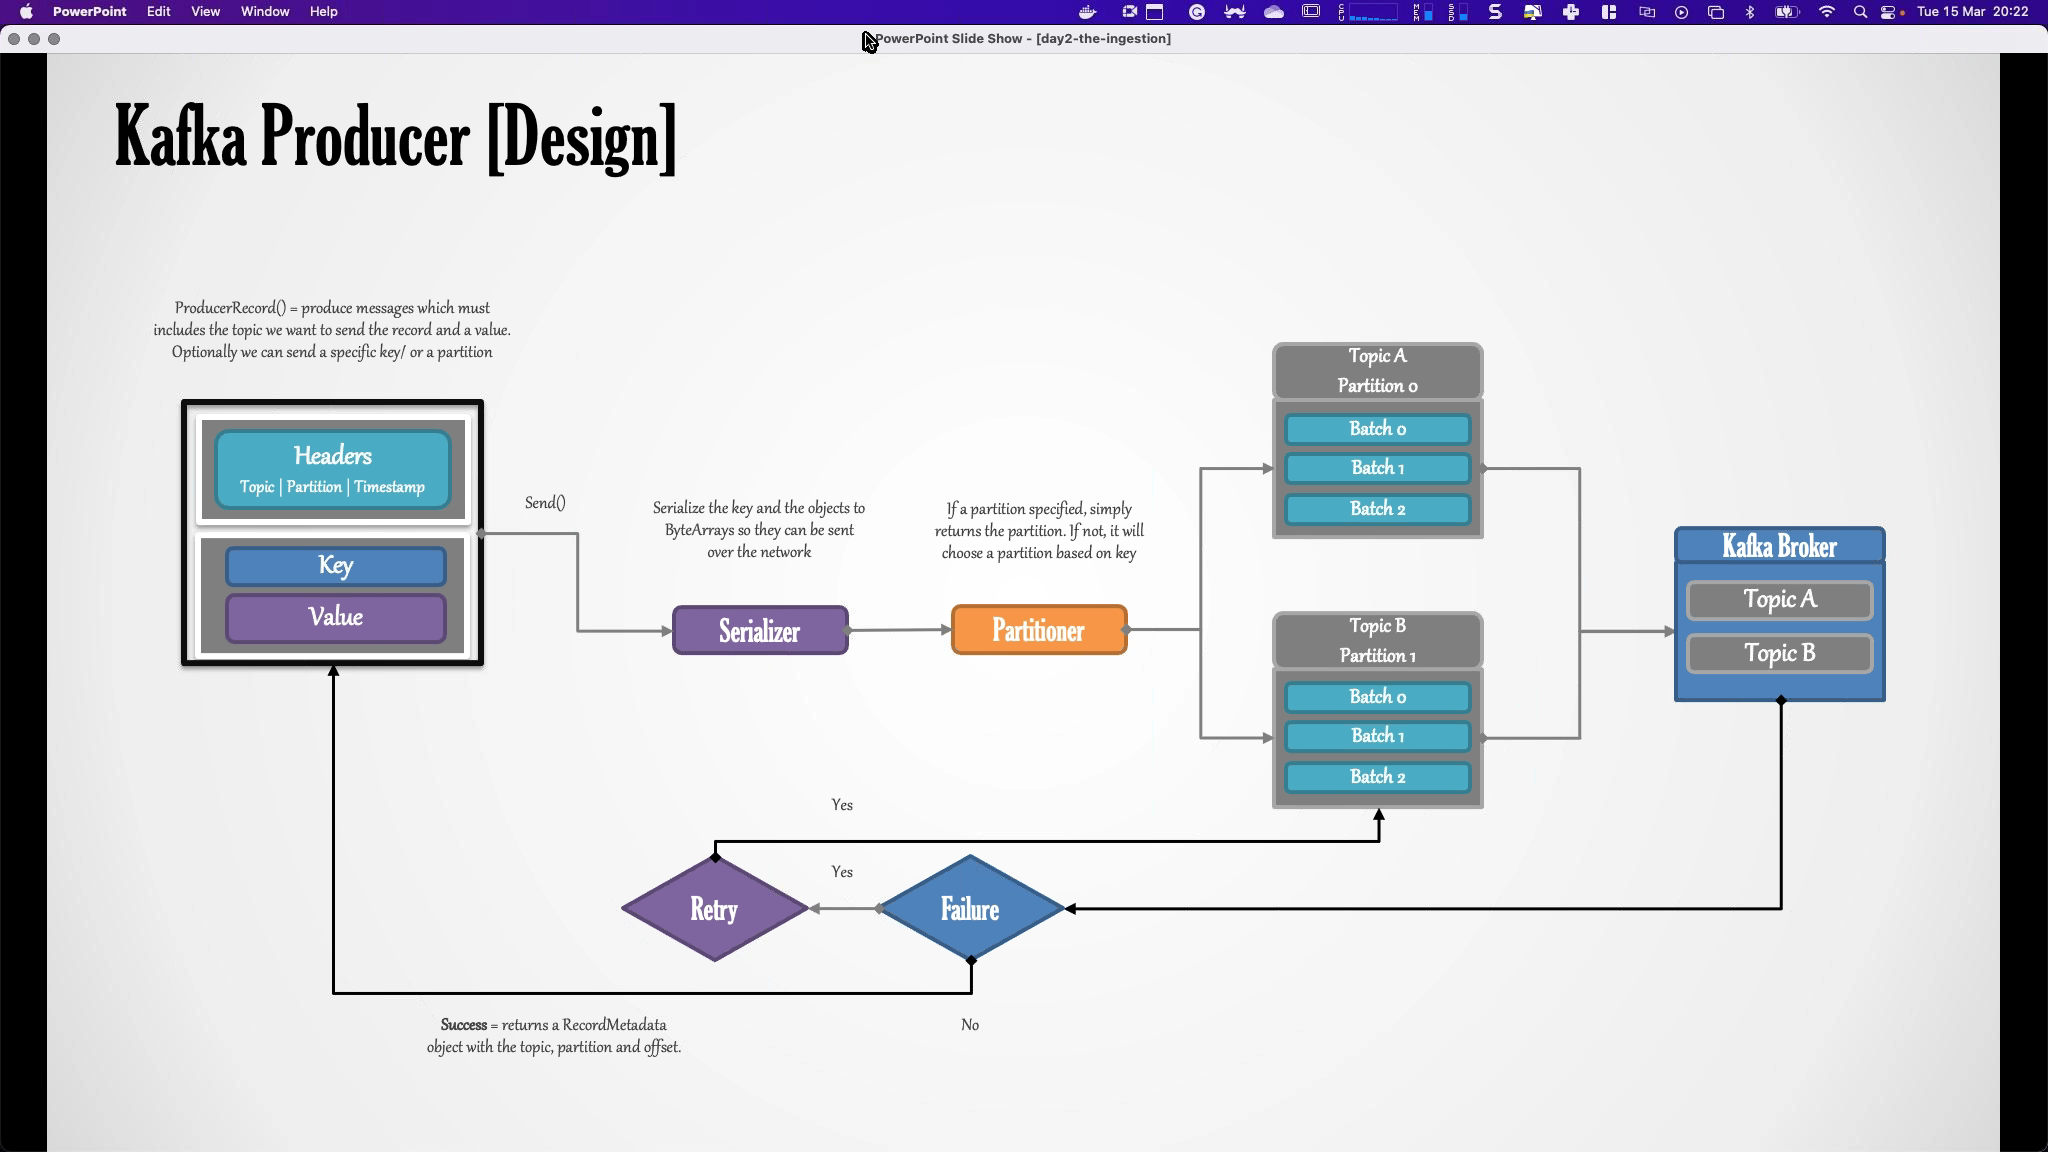 PowerPoint Edit View Window Help
Tue 15 Mar 20:22
PowerPoint Slide Show - [day2-the-ingestion]
Kafka Producer [Design]
ProducerRecord() = produce messages which must
includes the topic we want to send the record and a value.
Optionally we can send a specific key/ or a partition
Headers
Topic | Partition | Timestamp
Key
Value
Send()
Serialize the key and the objects to
ByteArrays so they can be sent
over the network
Serializer
If a partition specified, simply
returns the partition. If not, it will
choose a partition based on key
Partitioner
Topic A
Partition 0
Batch 0
Batch 1
Batch 2
Topic B
Partition 1
Batch 0
Batch 1
Batch 2
Kafka Broker
Topic A
Topic B
Yes
Yes
Retry
Failure
Success = returns a RecordMetadata
object with the topic, partition and offset.
No